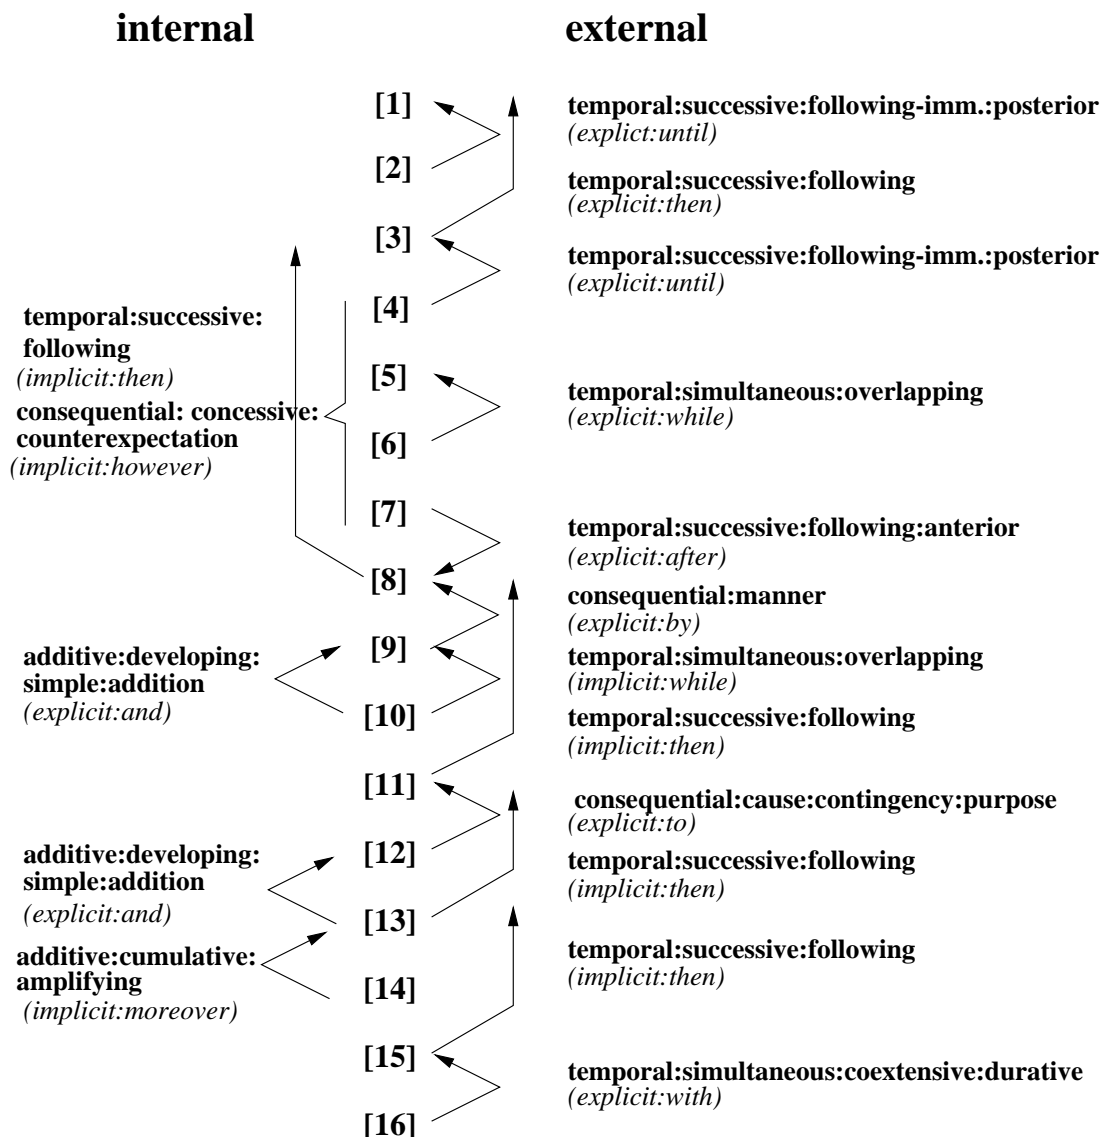 internal
external
[1]
temporal:successive:following-imm.:posterior
(explict:until)
[2]
temporal:successive:following
(explicit:then)
[3]
temporal:successive:following-imm.:posterior
(explicit:until)
[4]
temporal:successive:
following
(implicit:then)
[5]
temporal:simultaneous:overlapping
(explicit:while)
consequential: concessive:
counterexpectation
(implicit:however)
[6]
[7]
temporal:successive:following:anterior
(explicit:after)
[8]
consequential:manner
(explicit:by)
[9]
additive:developing:
simple:addition
(explicit:and)
temporal:simultaneous:overlapping
(implicit:while)
[10]
temporal:successive:following
(implicit:then)
[11]
consequential:cause:contingency:purpose
(explicit:to)
[12]
additive:developing:
simple:addition
(explicit:and)
temporal:successive:following
(implicit:then)
[13]
additive:cumulative:
amplifying
(implicit:moreover)
temporal:successive:following
(implicit:then)
[14]
[15]
temporal:simultaneous:coextensive:durative
(explicit:with)
[16]